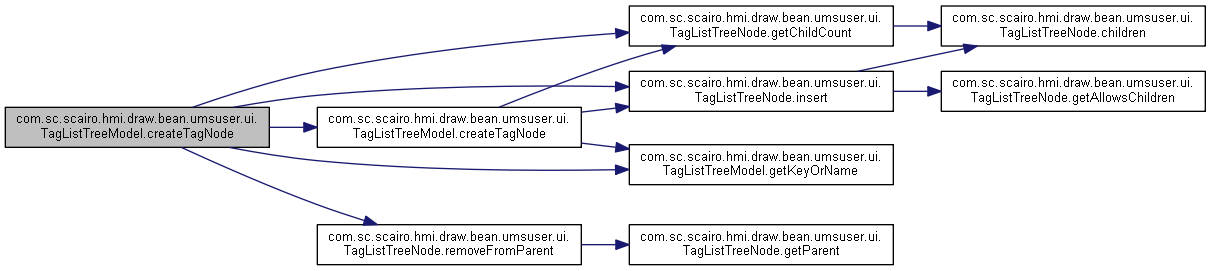 com.sc.scairo.hmi.draw.bean.umsuser.ui.
TagListTreeModel.createTagNode
com.sc.scairo.hmi.draw.bean.umsuser.ui.
TagListTreeNode.getChildCount
com.sc.scairo.hmi.draw.bean.umsuser.ui.
TagListTreeNode.children
com.sc.scairo.hmi.draw.bean.umsuser.ui.
TagListTreeNode.insert
com.sc.scairo.hmi.draw.bean.umsuser.ui.
TagListTreeNode.getAllowsChildren
com.sc.scairo.hmi.draw.bean.umsuser.ui.
TagListTreeModel.createTagNode
com.sc.scairo.hmi.draw.bean.umsuser.ui.
TagListTreeModel.getKeyOrName
com.sc.scairo.hmi.draw.bean.umsuser.ui.
TagListTreeNode.removeFromParent
com.sc.scairo.hmi.draw.bean.umsuser.ui.
TagListTreeNode.getParent